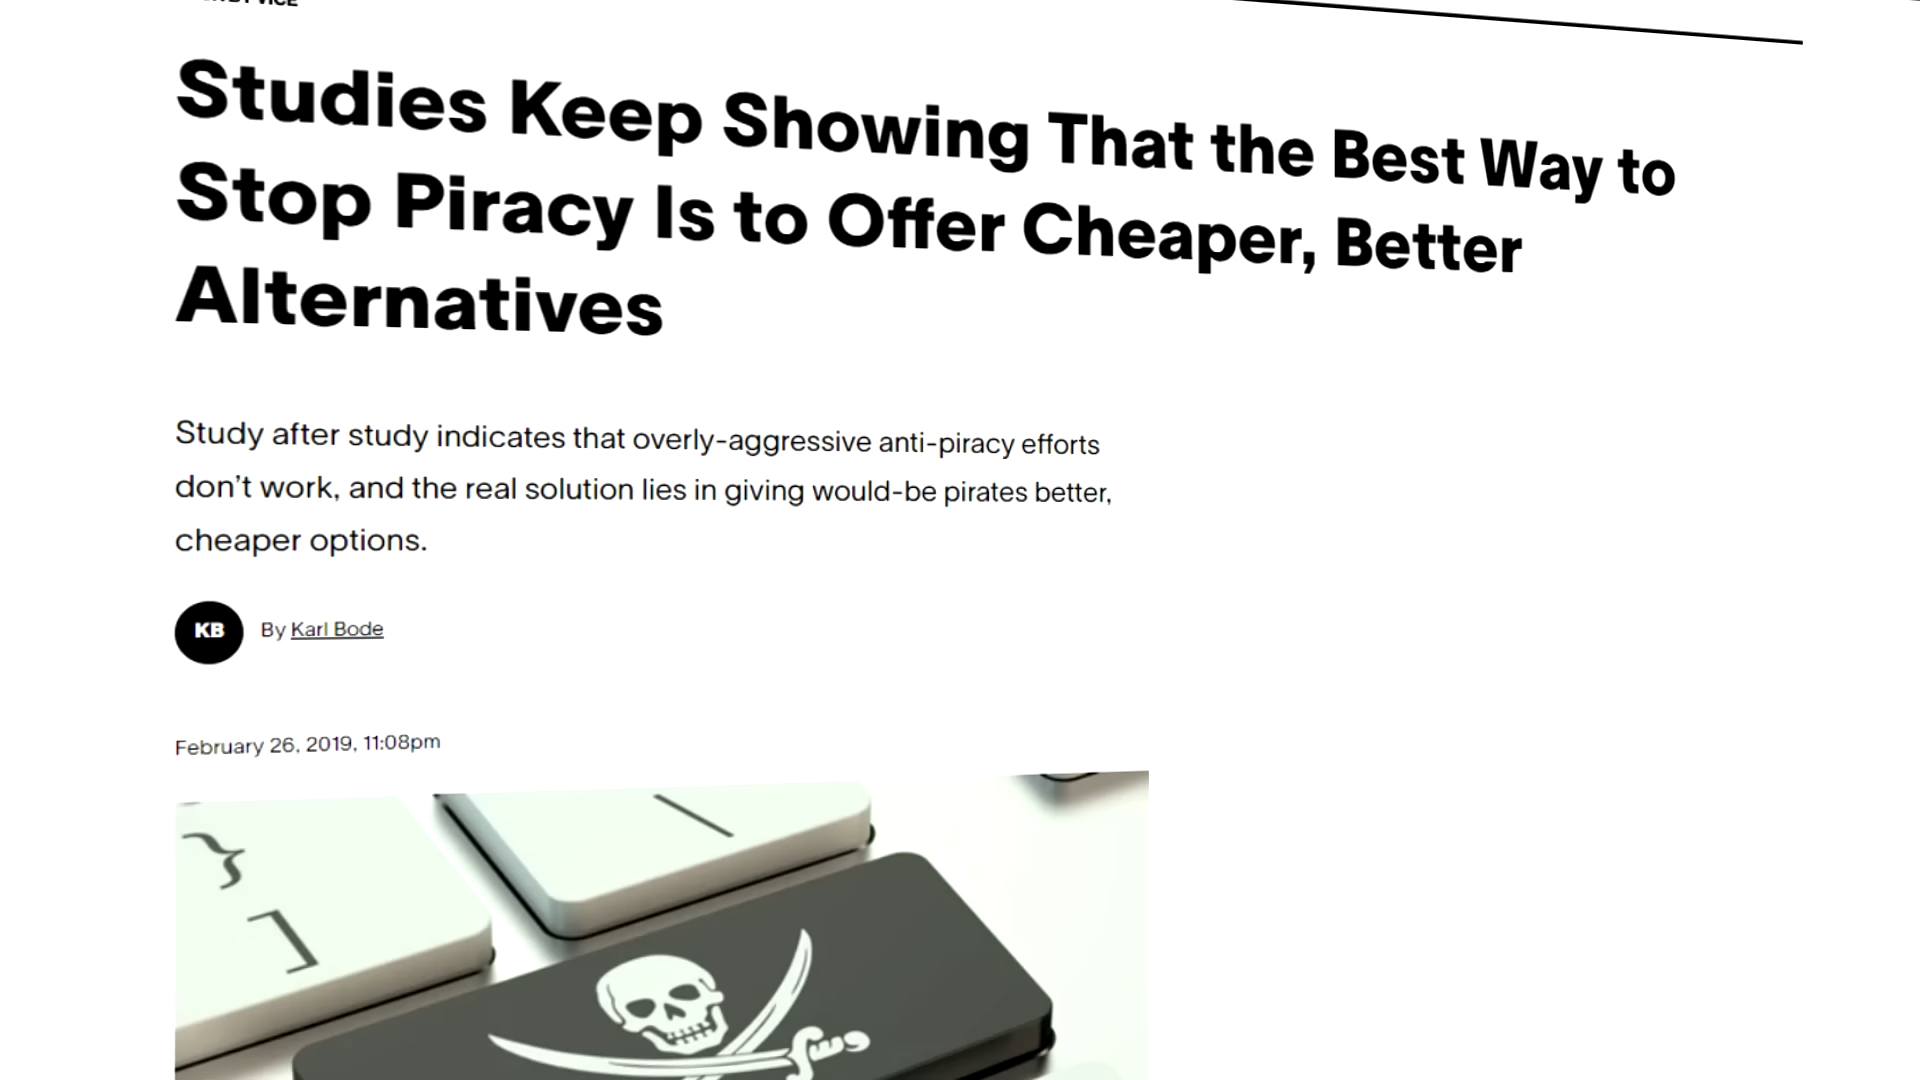 VICE
Studies Keep Showing That the Best Way to
Stop Piracy Is to Offer Cheaper, Better
Alternatives
Study after study indicates that overly-aggressive anti-piracy efforts
don't work, and the real solution lies in giving would-be pirates better,
cheaper options.
KB
By Karl Bode
February 26, 2019, 11:08pm
}
]
\